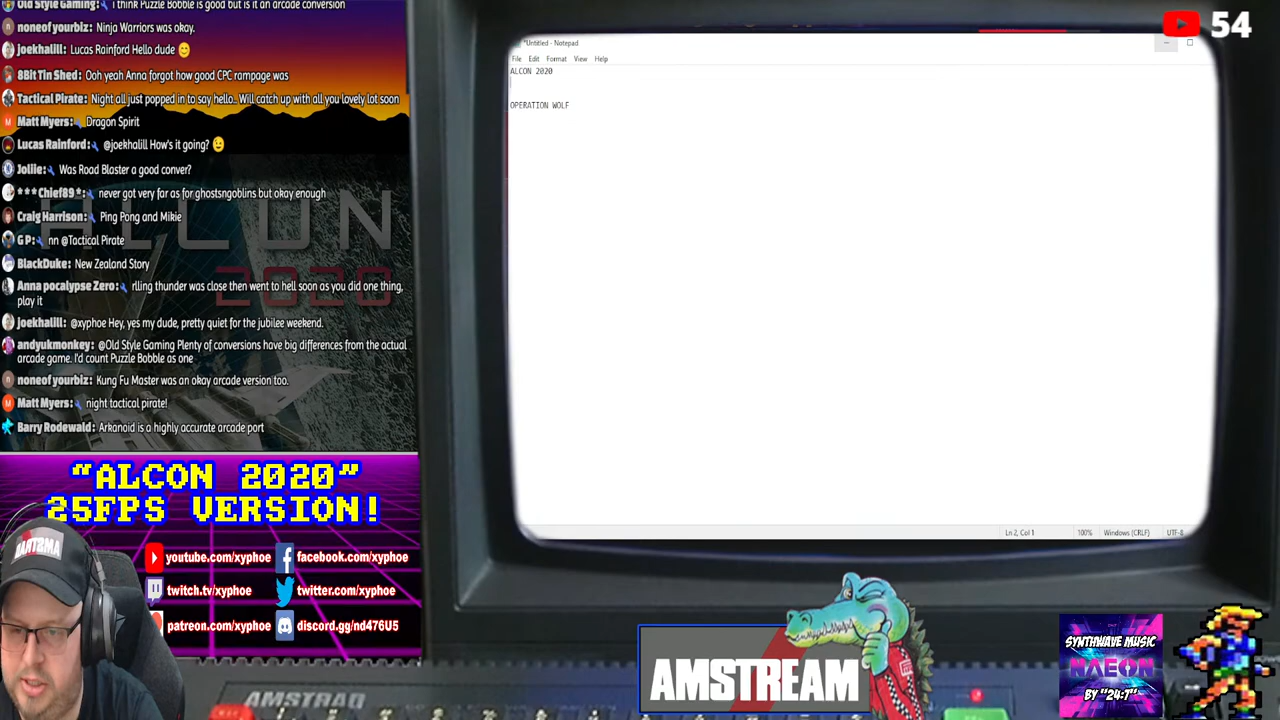 Old Style Gaming: I think Puzzle Bobble is good but is it an arcade conversion
noneofyourbiz: Ninja Warriors was okay.
joekhalill: Lucas Rainford Hello dude
8Bit Tin Shed: Ooh yeah Anna forgot how good CPC rampage was
Tactical Pirate: Night all just popped in to say hello.. Will catch up with all you lovely lot soon
Matt Myers: Dragon Spirit
Lucas Rainford: @joekhalill How's it going?
Jollie: Was Road Blaster a good conver?
***Chief89_*: never got very far as for ghostsngoblins but okay enough
Craig Harrison: Ping Pong and Mikie
G P: nn @Tactical Pirate
BlackDuke: New Zealand Story
Anna pocalypse Zero: rlling thunder was close then went to hell soon as you did one thing,
play it
joekhalill: @xyphoe Hey, yes my dude, pretty quiet for the jubilee weekend.
andyukmonkey: @Old Style Gaming Plenty of conversions have big differences from the actual
arcade game. I'd count Puzzle Bobble as one
noneofyourbiz: Kung Fu Master was an okay arcade version too.
Matt Myers: night tactical pirate!
Barry Rodewald: Arkanoid is a highly accurate arcade port
ALCON
2020
"ALCON 2020"
25FPS VERSION!
youtube.com/xyphoe
facebook.com/xyphoe
twitch.tv/xyphoe
twitter.com/xyphoe
patreon.com/xyphoe
discord.gg/nd476U5
54
*Untitled - Notepad
File Edit Format View Help
ALCON 2020
OPERATION WOLF
Ln 2, Col 1 100% Windows (CRLF) UTF-8
AMSTRAD
AMSTREAM
SYNTHWAVE MUSIC
NAEON
BY "24:7"